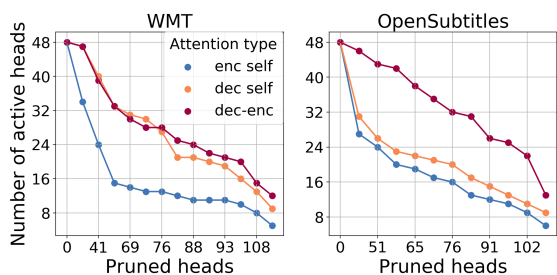 WMT
Number of active heads
48
40
32
24
16
8
Attention type
enc self
dec self
dec-enc
0 41 69 76 88 93 108
Pruned heads
OpenSubtitles
48
40
32
24
16
8
0 51 65 76 91 102
Pruned heads